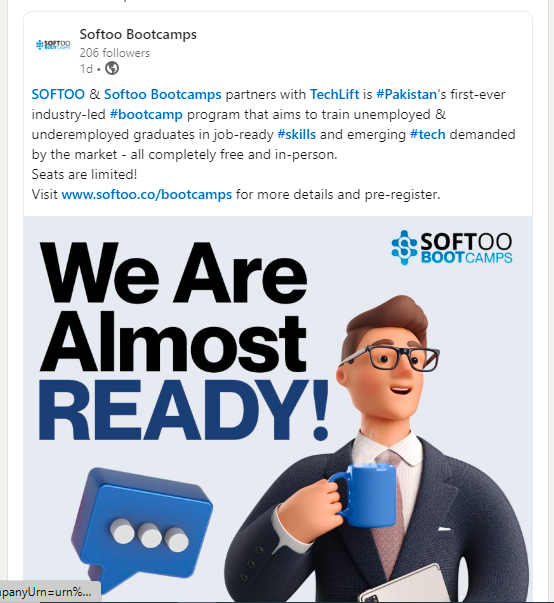 SOFTOO BOOTCAMPS
Softoo Bootcamps
206 followers
1d •
SOFTOO & Softoo Bootcamps partners with TechLift is #Pakistan's first-ever
industry-led #bootcamp program that aims to train unemployed &
underemployed graduates in job-ready #skills and emerging #tech demanded
by the market - all completely free and in-person.
Seats are limited!
Visit www.softoo.co/bootcamps for more details and pre-register.
SOFTOO
BOOTCAMPS
We Are
Almost
READY!
panyUrn=urn%...